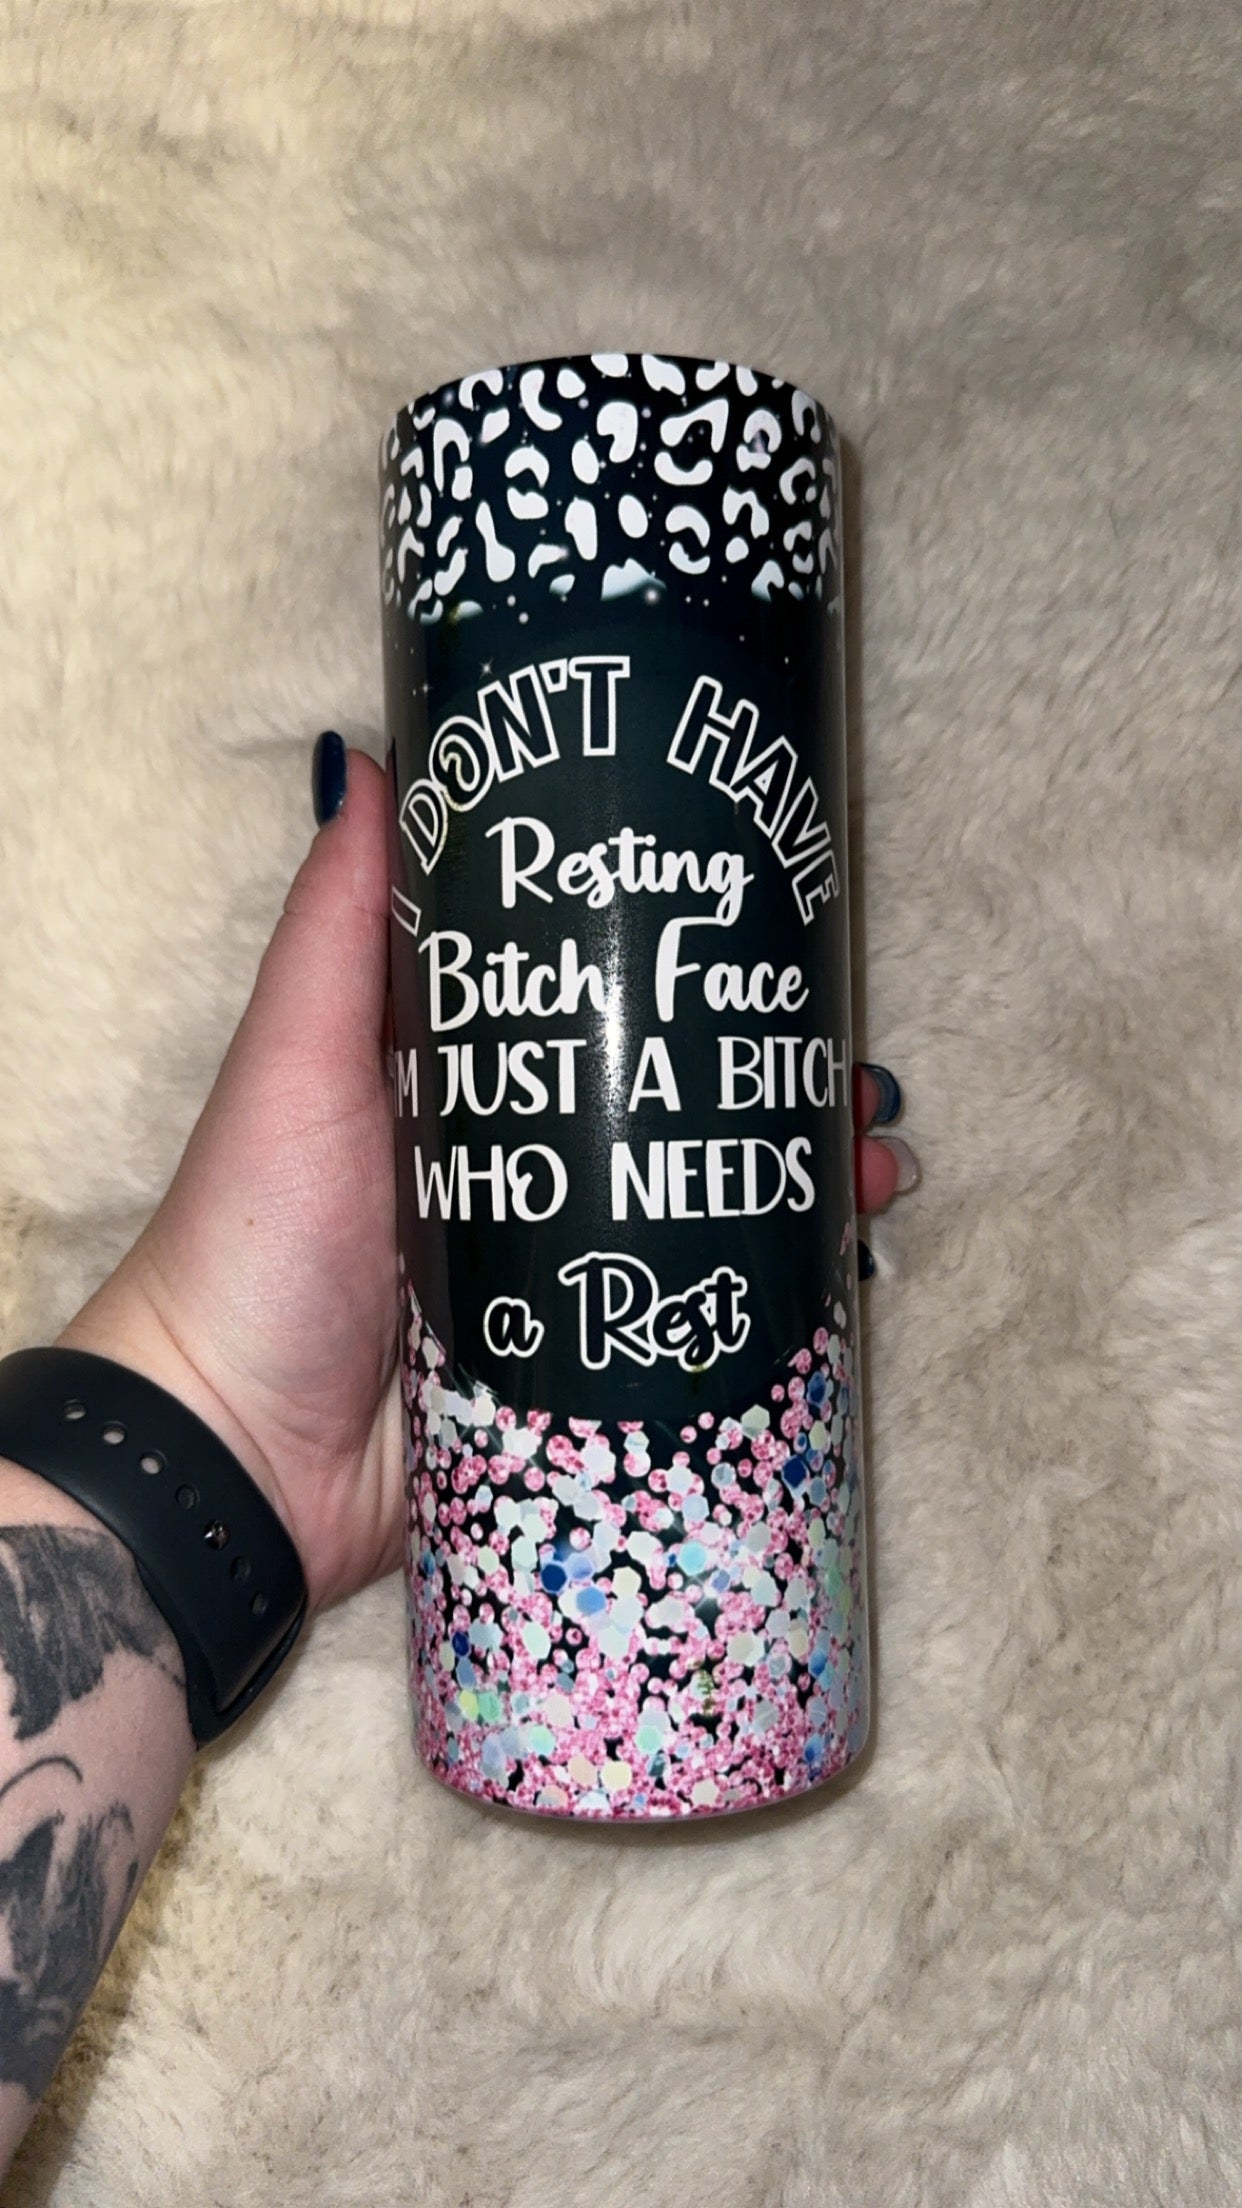 I DON'T HAVE
Resting
Bitch Face
I'M JUST A BITCH
WHO NEEDS
a Rest